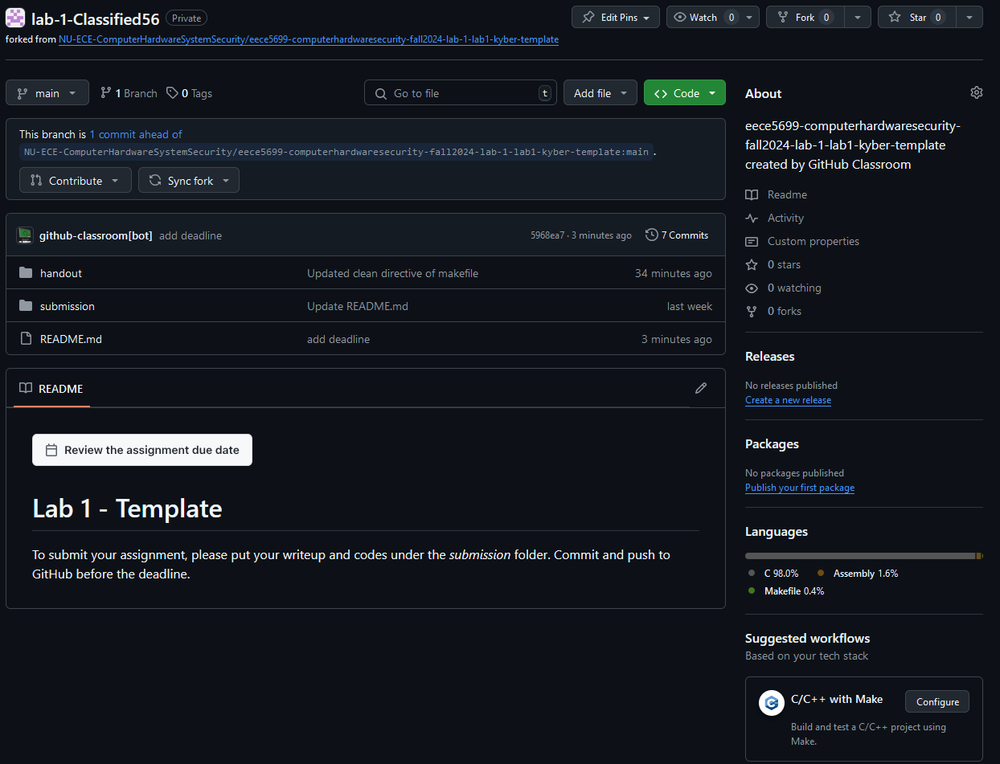 lab-1-Classified56 Private Edit Pins Watch 0 Fork 0 Star 0
forked from NU-ECE-ComputerHardwareSystemSecurity/eece5699-computerhardwaresecurity-fall2024-lab-1-lab1-kyber-template
main 1 Branch 0 Tags Go to file t Add file Code
This branch is 1 commit ahead of
NU-ECE-ComputerHardwareSystemSecurity/eece5699-computerhardwaresecurity-fall2024-lab-1-lab1-kyber-template:main .
Contribute Sync fork
github-classroom[bot] add deadline 5968ea7 · 3 minutes ago 7 Commits
handout Updated clean directive of makefile 34 minutes ago
submission Update README.md last week
README.md add deadline 3 minutes ago
README
Review the assignment due date
Lab 1 - Template
To submit your assignment, please put your writeup and codes under the submission folder. Commit and push to
GitHub before the deadline.
About
eece5699-computerhardwaresecurity-
fall2024-lab-1-lab1-kyber-template
created by GitHub Classroom
Readme
Activity
Custom properties
0 stars
0 watching
0 forks
Releases
No releases published
Create a new release
Packages
No packages published
Publish your first package
Languages
C 98.0% Assembly 1.6%
Makefile 0.4%
Suggested workflows
Based on your tech stack
C/C++ with Make Configure
Build and test a C/C++ project using
Make.